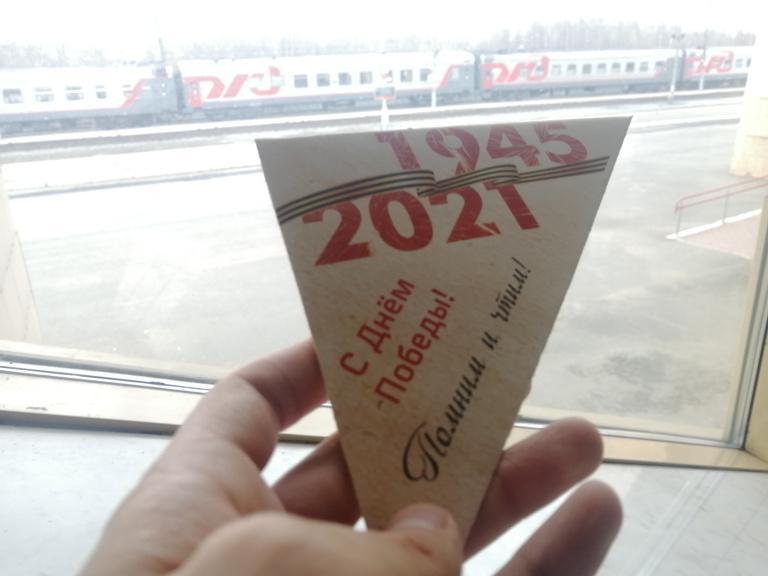 РЖД
РЖД
РЖД
1945
2021
С Днём
Победы!
Помним и чтим!